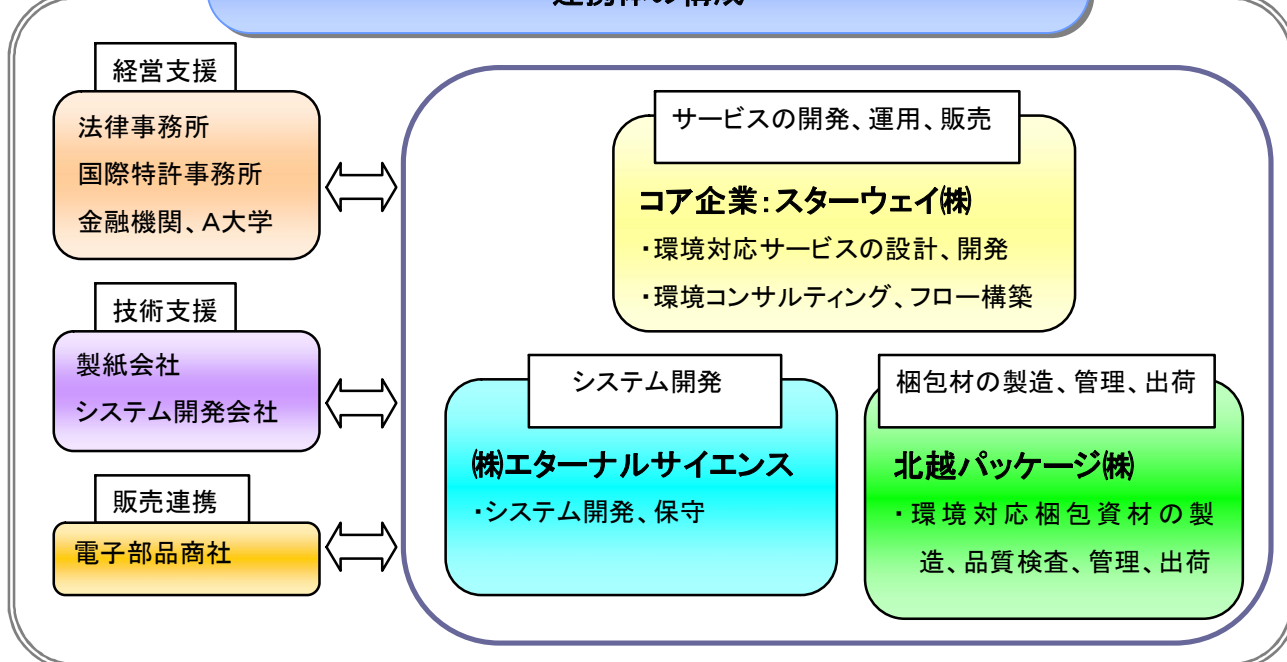 連携体の構成
経営支援
法律事務所
国際特許事務所
金融機関、A大学
技術支援
製紙会社
システム開発会社
販売連携
電子部品商社
サービスの開発、運用、販売
コア企業：スターウェイ㈱
・環境対応サービスの設計、開発
・環境コンサルティング、フロー構築
システム開発
㈱エターナルサイエンス
・システム開発、保守
梱包材の製造、管理、出荷
北越パッケージ㈱
・環境対応梱包資材の製
造、品質検査、管理、出荷